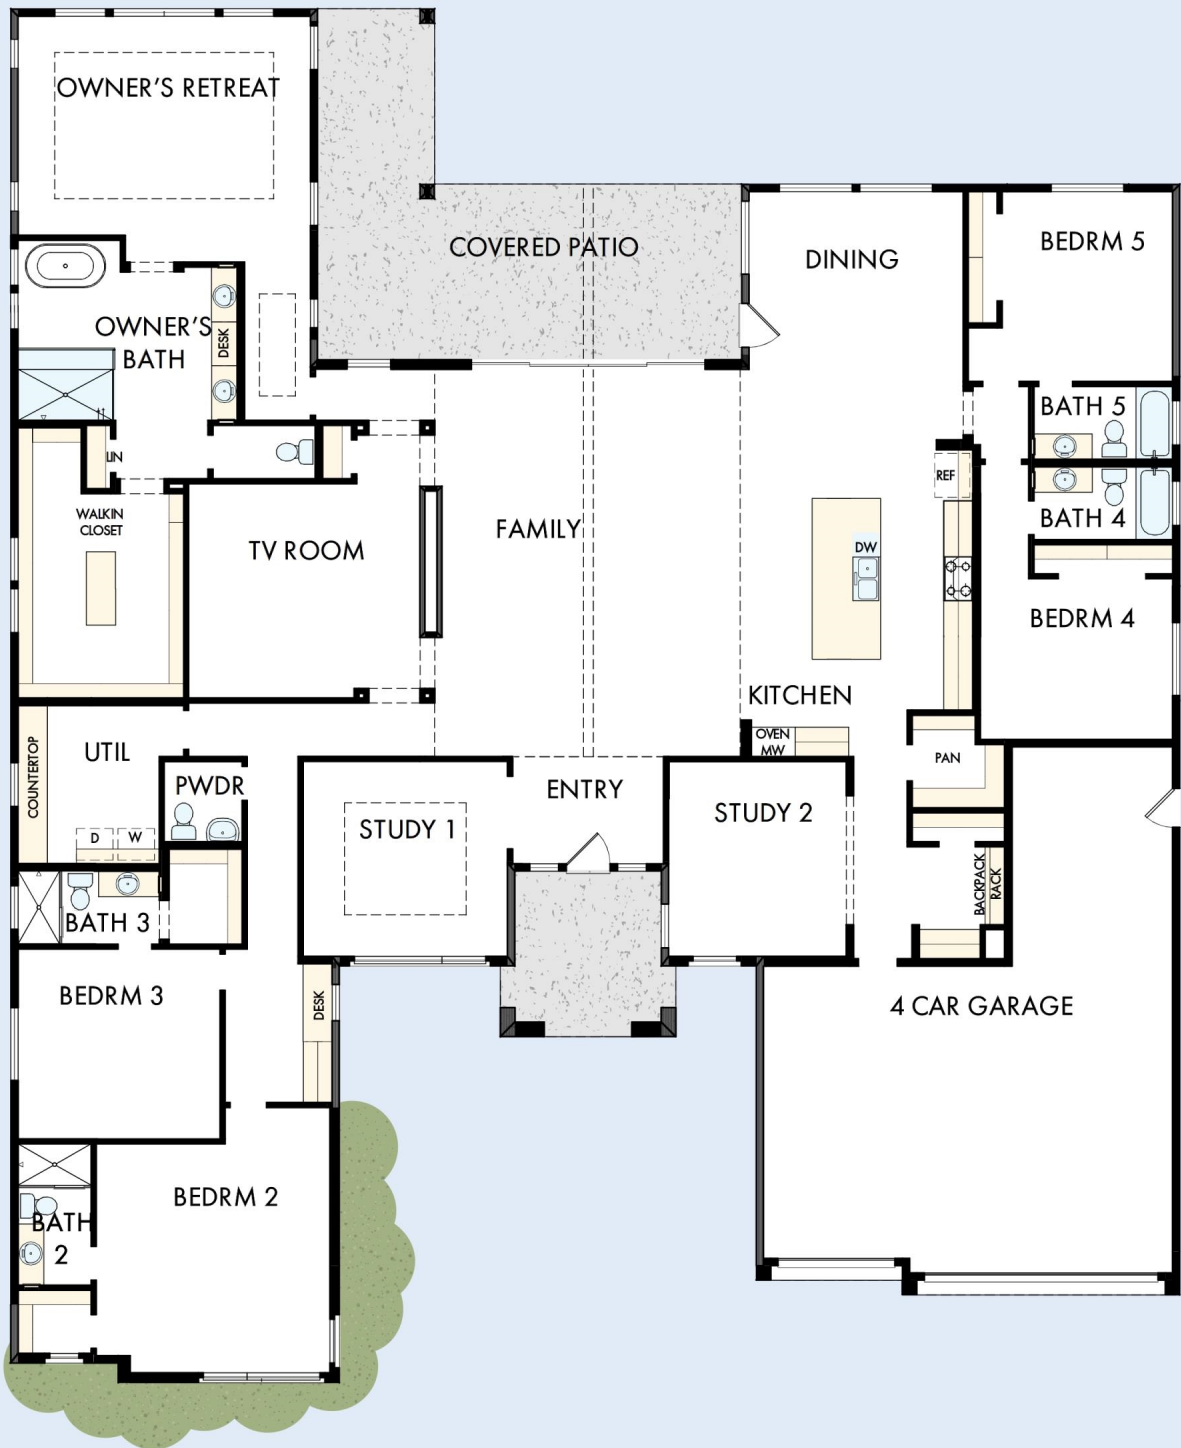 OWNER'S RETREAT
COVERED PATIO
DINING
BEDRM 5
OWNER'S
BATH
DESK
BATH 5
LIN
REF
WALKIN
CLOSET
TV ROOM
FAMILY
DW
BATH 4
BEDRM 4
KITCHEN
OVEN
MW
PAN
COUNTERTOP
UTIL
PWDR
D
W
ENTRY
STUDY 1
STUDY 2
BACKPACK
RACK
BATH 3
BEDRM 3
DESK
4 CAR GARAGE
BEDRM 2
BATH
2